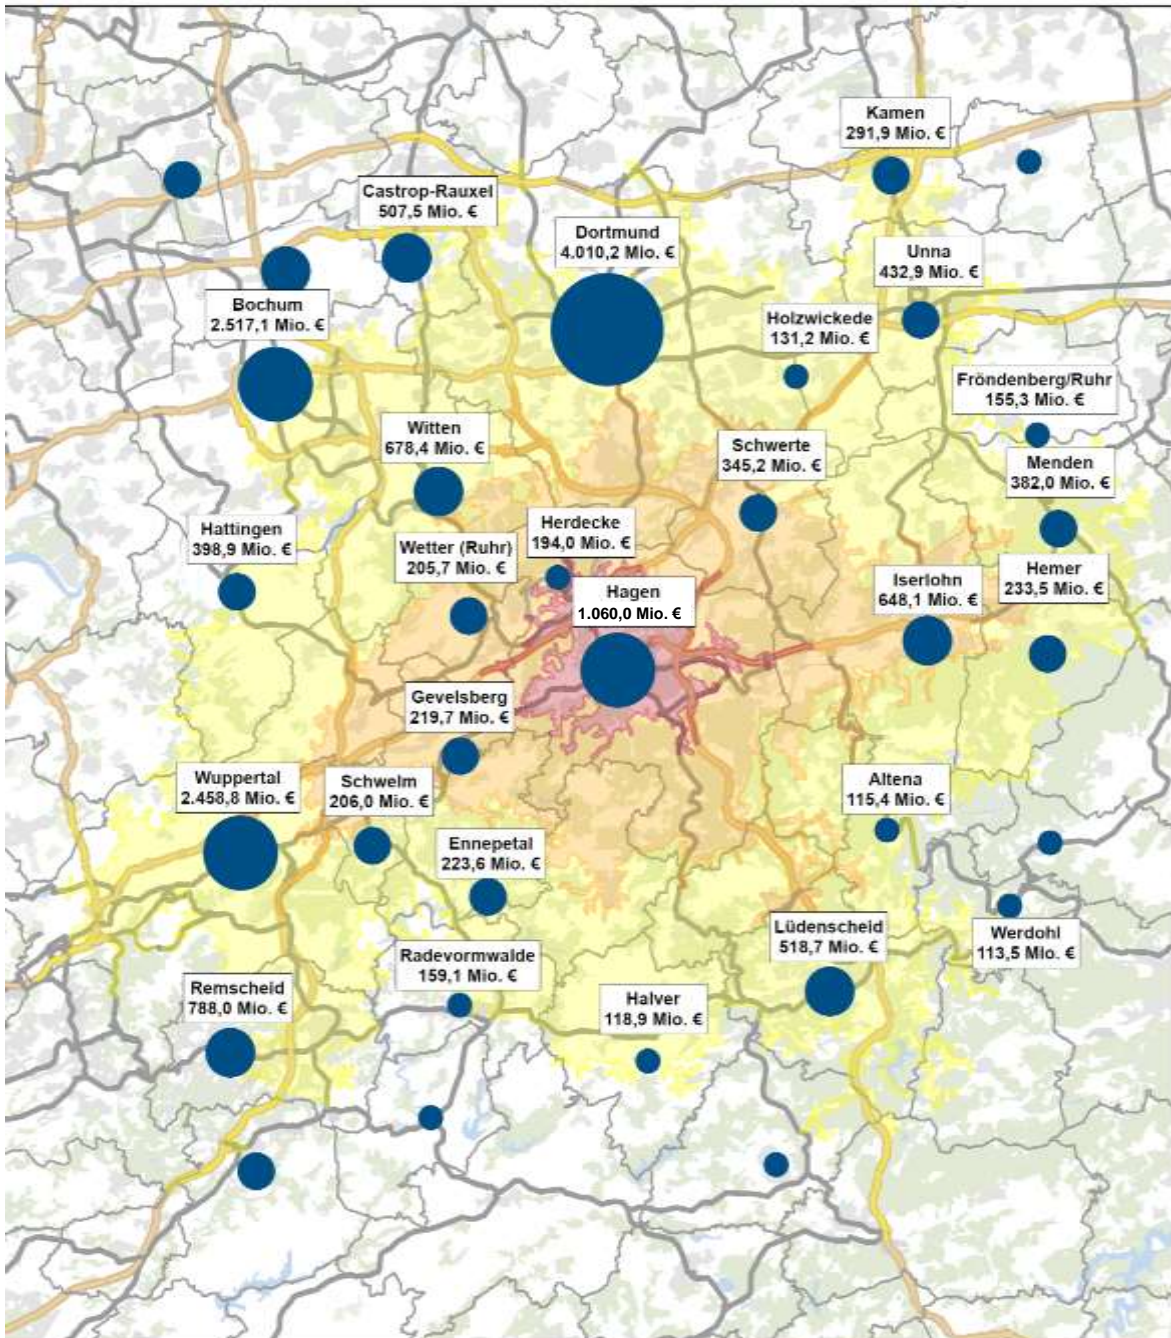 Kamen
291,9 Mio. €
Castrop-Rauxel
507,5 Mio. €
Dortmund
4.010,2 Mio. €
Unna
432,9 Mio. €
Bochum
2.517,1 Mio. €
Holzwickede
131,2 Mio. €
Fröndenberg/Ruhr
155,3 Mio. €
Witten
678,4 Mio. €
Schwerte
345,2 Mio. €
Menden
382,0 Mio. €
Hattingen
398,9 Mio. €
Herdecke
194,0 Mio. €
Wetter (Ruhr)
205,7 Mio. €
Hagen
1.060,0 Mio. €
Iserlohn
648,1 Mio. €
Hemer
233,5 Mio. €
Gevelsberg
219,7 Mio. €
Wuppertal
2.458,8 Mio. €
Schwelm
206,0 Mio. €
Altena
115,4 Mio. €
Ennepetal
223,6 Mio. €
Lüdenscheid
518,7 Mio. €
Werdohl
113,5 Mio. €
Radevormwalde
159,1 Mio. €
Remscheid
788,0 Mio. €
Halver
118,9 Mio. €